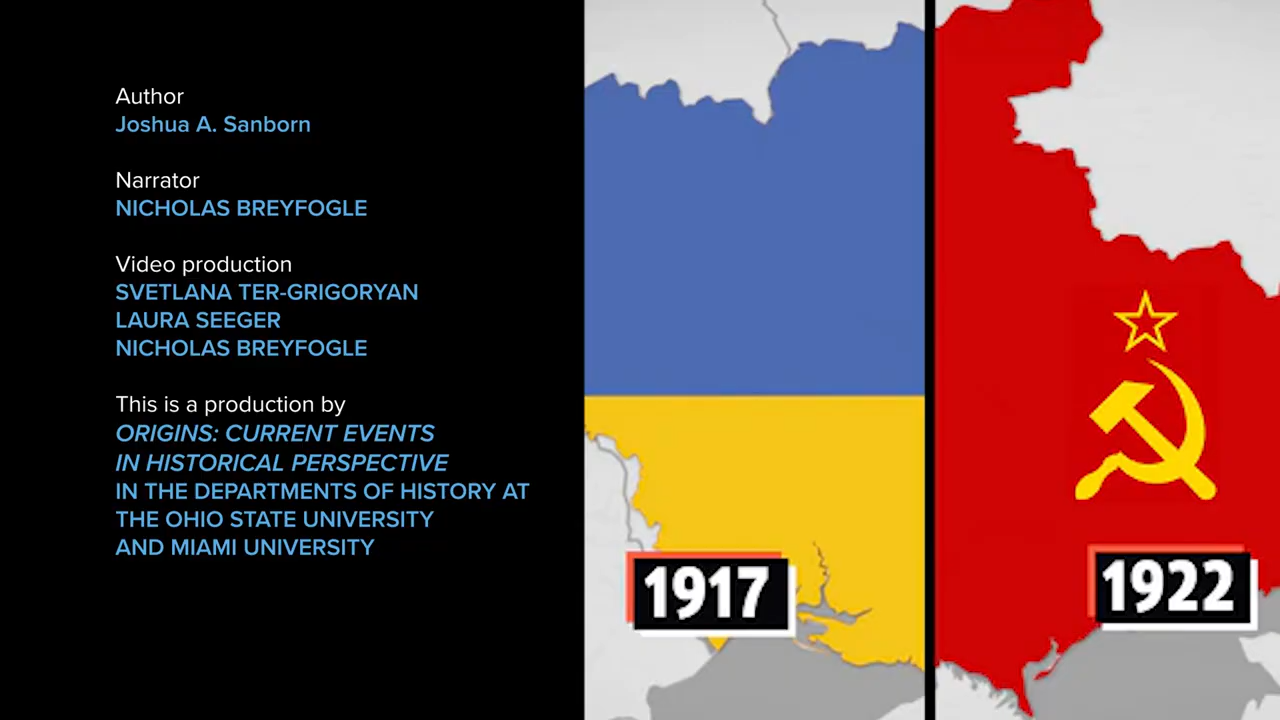 Author
Joshua A. Sanborn
Narrator
NICHOLAS BREYFOGLE
Video production
SVETLANA TER-GRIGORYAN
LAURA SEEGER
NICHOLAS BREYFOGLE
This is a production by
ORIGINS: CURRENT EVENTS
IN HISTORICAL PERSPECTIVE
IN THE DEPARTMENTS OF HISTORY AT
THE OHIO STATE UNIVERSITY
AND MIAMI UNIVERSITY
1917
1922